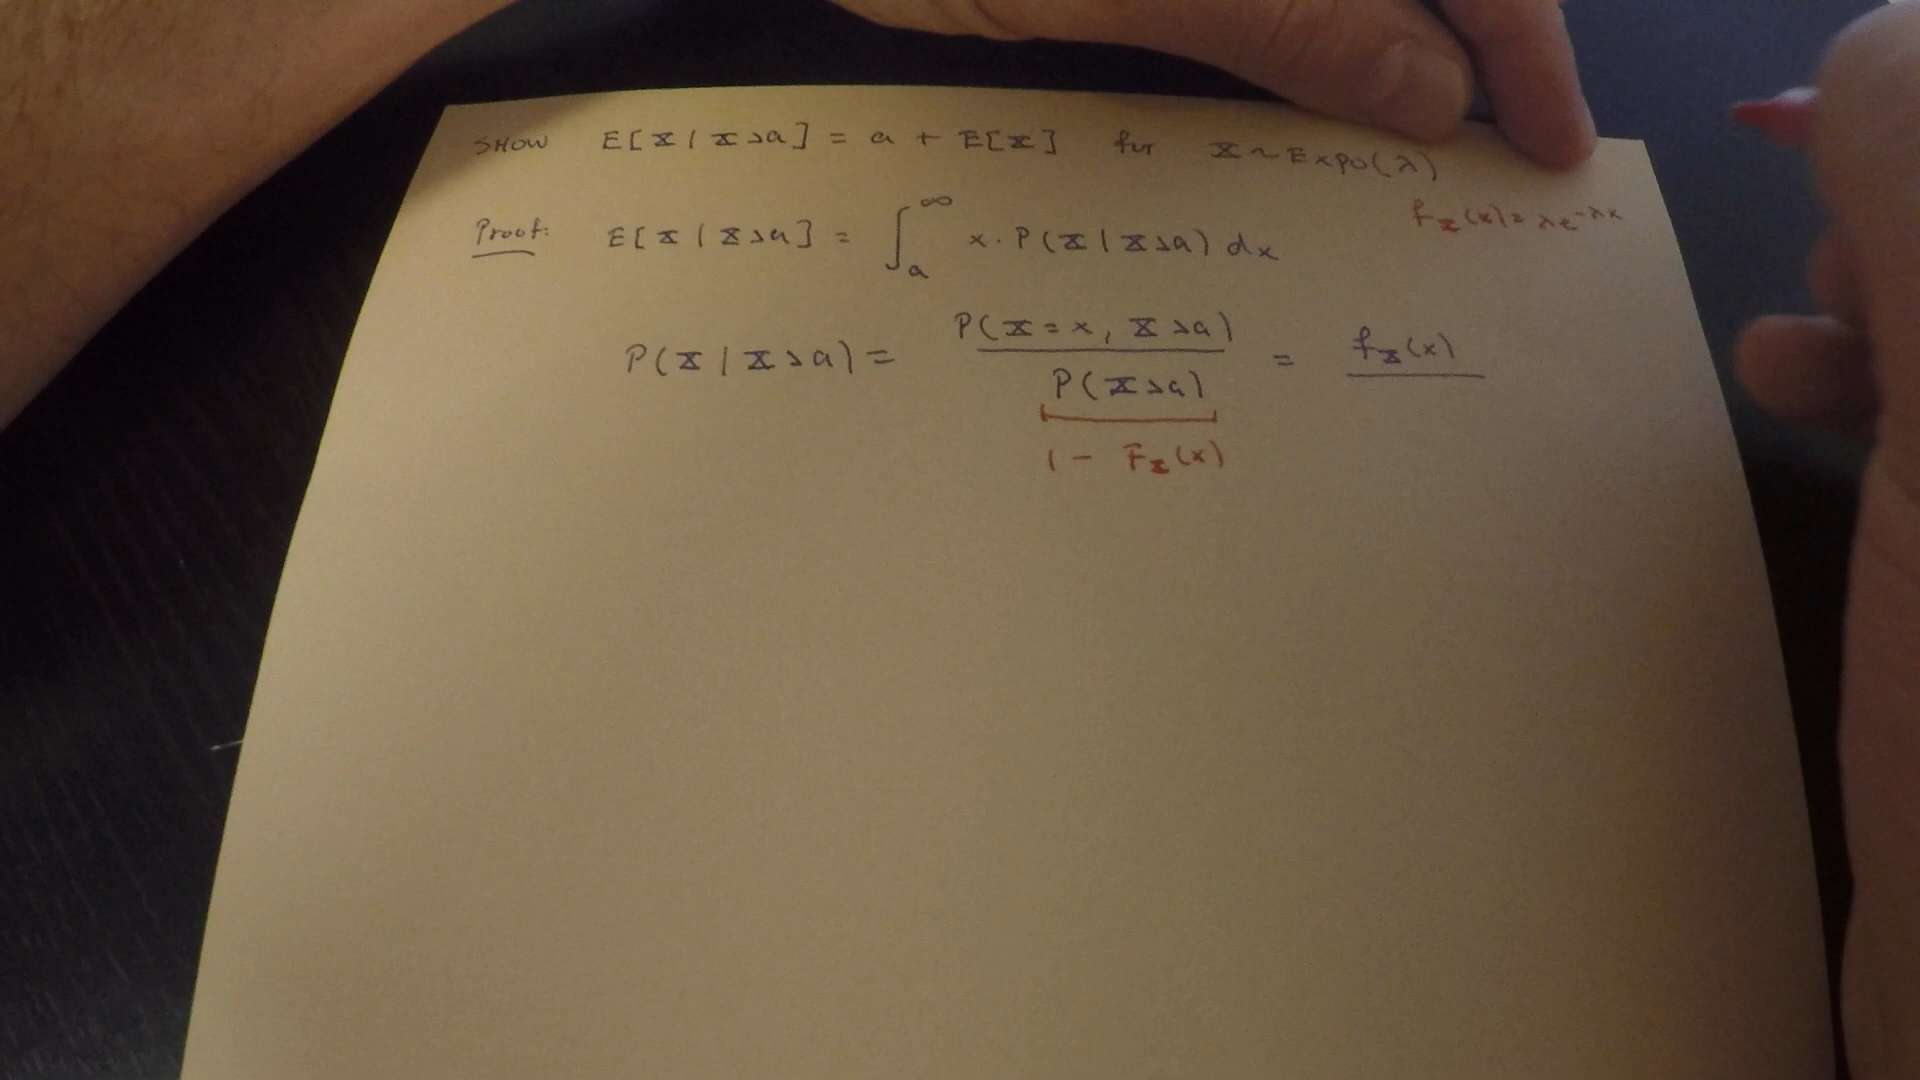 SHOW E[X | X > a] = a + E[X] for X ~ Expo(λ)
f_X(x) = λe^{-λx}
Proof: E[X | X > a] = ∫_a^∞ x · P(X | X > a) dx
P(X | X > a) = P(X = x, X > a) / P(X > a) = f_X(x)
1 - F_X(x)